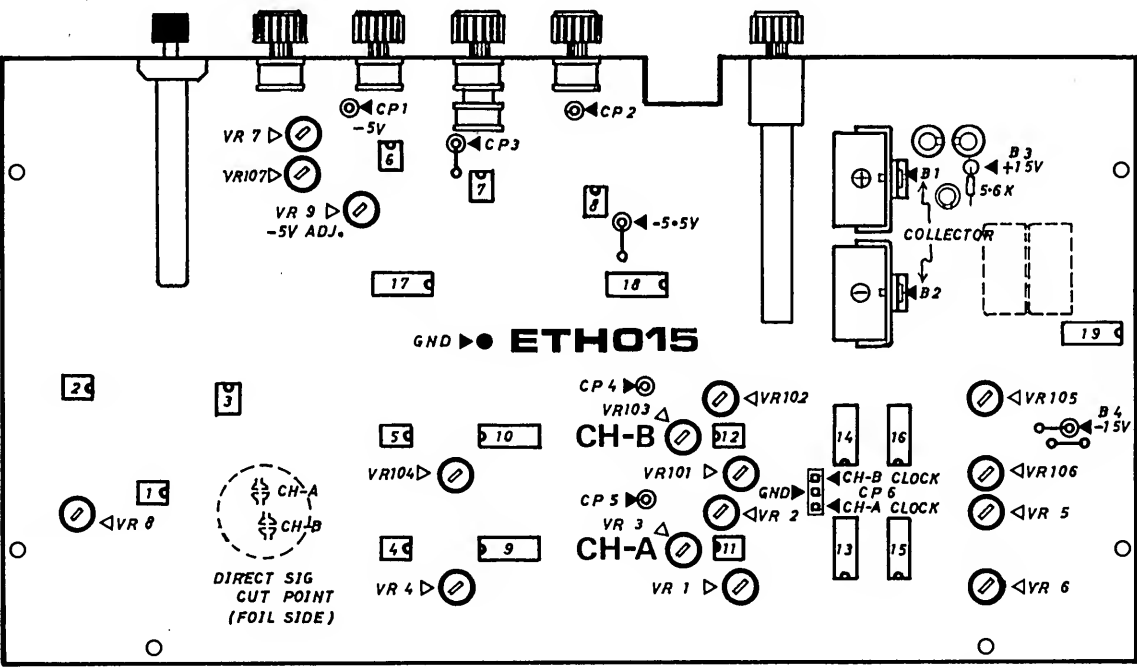 CP1
-5V
CP2
VR 7
CP3
6
VR107
7
8
VR 9
-5V ADJ.
-5·5V
B1
B3
+15V
5·6K
COLLECTOR
B2
17
18
19
GND
ETH015
2
3
CP 4
VR103
VR102
VR105
B4
-15V
5
10
CH-B
12
14
16
VR104
VR101
VR106
1
CH-A
CH-B
VR 8
CP 5
VR 3
VR 2
GND
CH-B CLOCK
CP 6
CH-A CLOCK
VR 5
4
9
CH-A
11
13
15
DIRECT SIG
CUT POINT
(FOIL SIDE)
VR 4
VR 1
VR 6